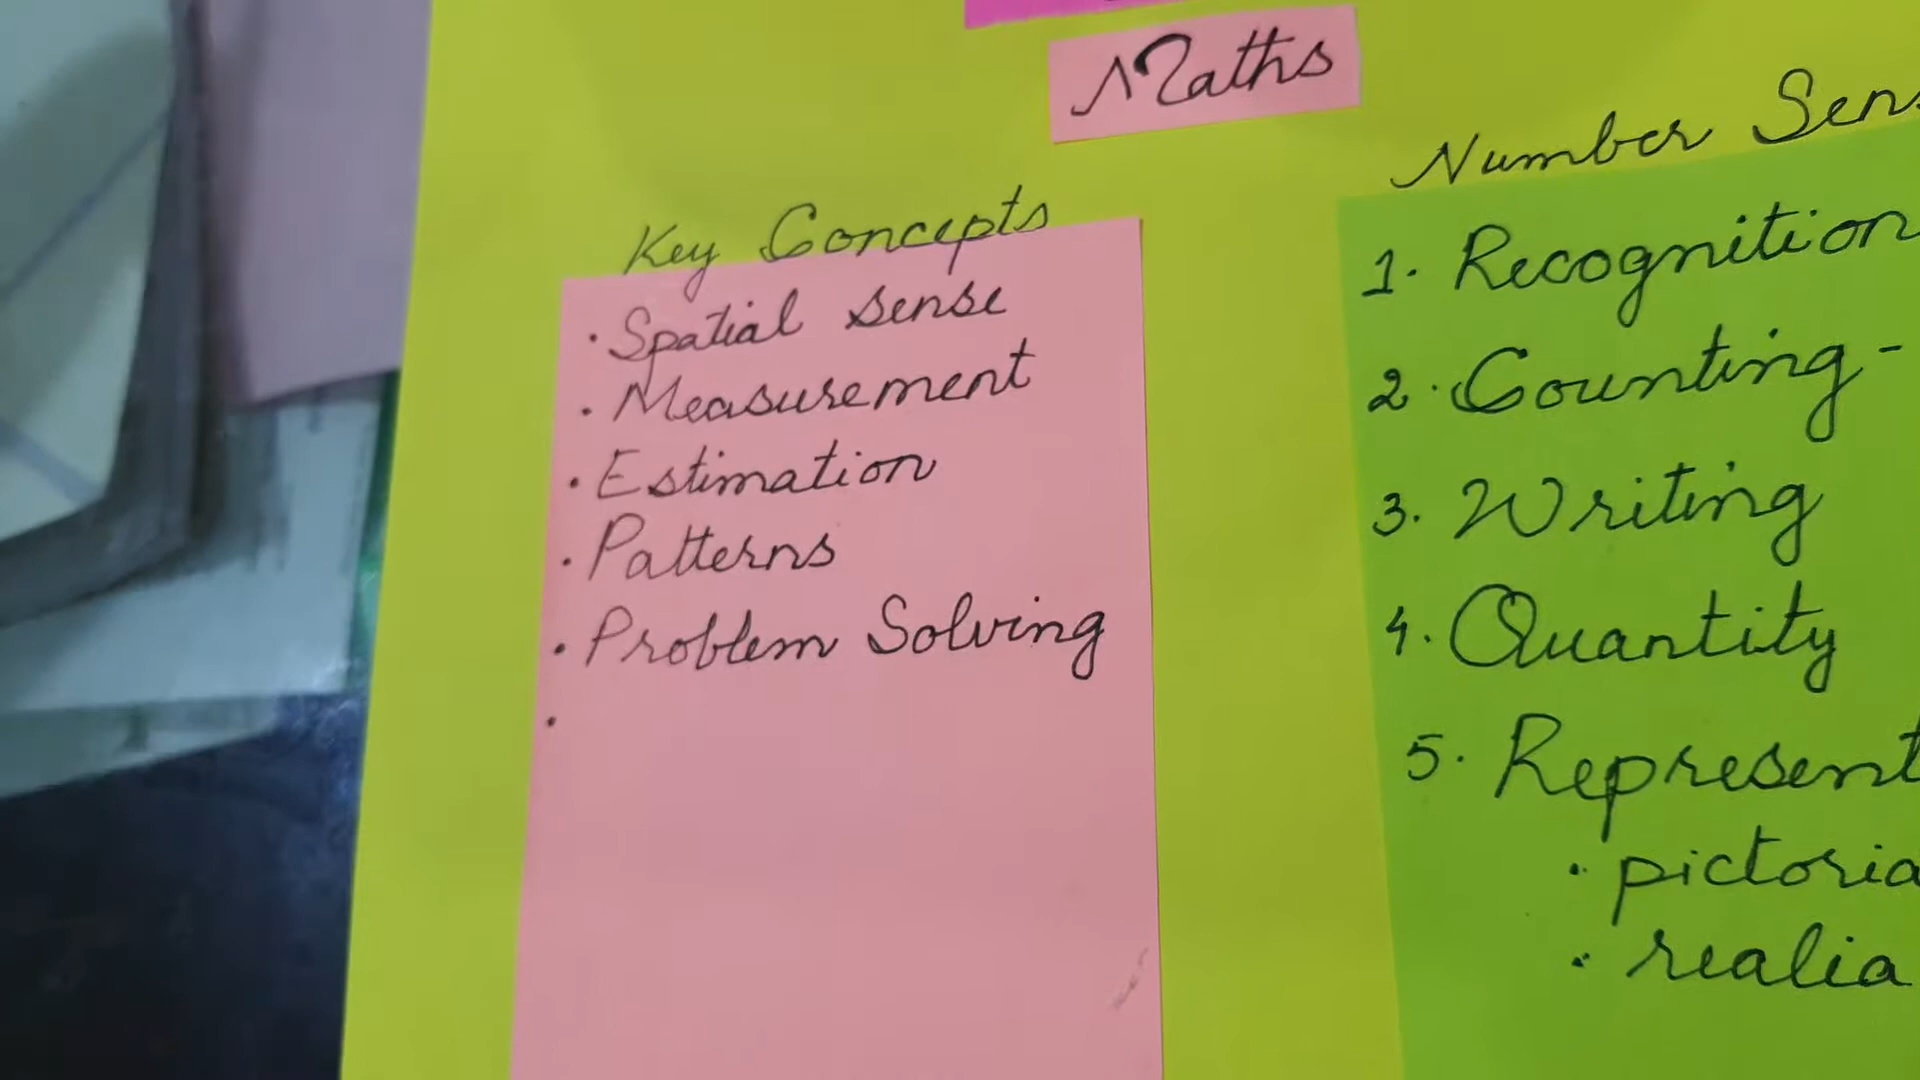 Maths
Key Concepts
· Spatial sense
· Measurement
· Estimation
· Patterns
· Problem Solving
·
Number
1. Recognition
2. Counting -
3. Writing
4. Quantity
5.
· realia